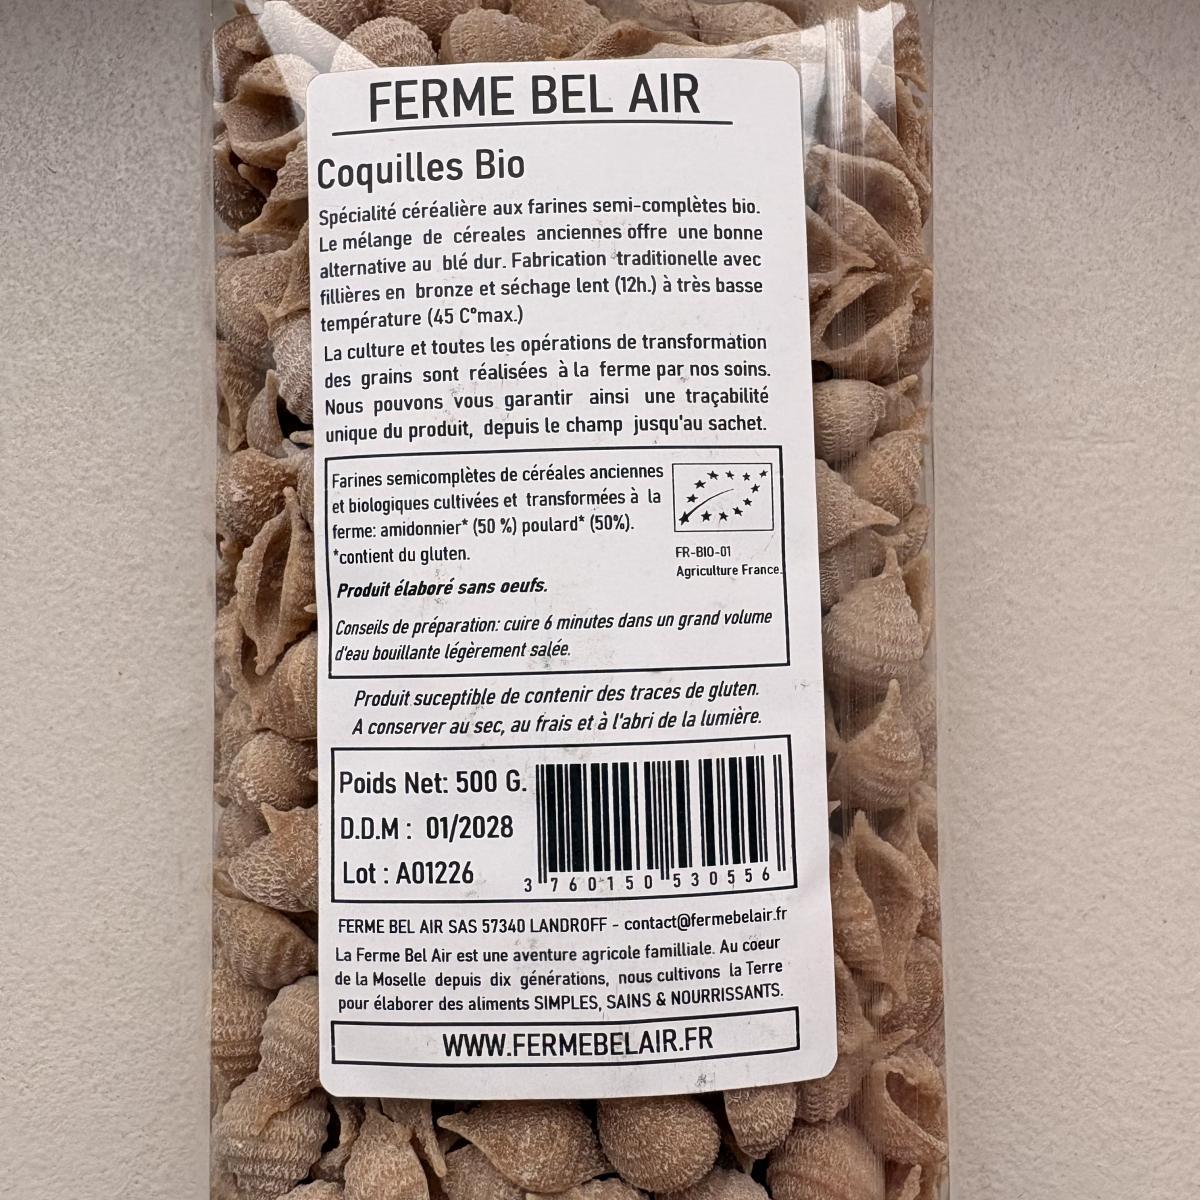 FERME BEL AIR
Coquilles Bio
Spécialité céréalière aux farines semi-complètes bio.
Le mélange de céreales anciennes offre une bonne
alternative au blé dur. Fabrication traditionelle avec
fillières en bronze et séchage lent (12h.) à très basse
température (45 C°max.)
La culture et toutes les opérations de transformation
des grains sont réalisées à la ferme par nos soins.
Nous pouvons vous garantir ainsi une traçabilité
unique du produit, depuis le champ jusqu'au sachet.
Farines semicomplètes de céréales anciennes
et biologiques cultivées et transformées à la
ferme: amidonnier* (50 %) poulard* (50%).
*contient du gluten.
FR-BIO-01
Agriculture France.
Produit élaboré sans oeufs.
Conseils de préparation: cuire 6 minutes dans un grand volume
d'eau bouillante légèrement salée.
Produit suceptible de contenir des traces de gluten.
A conserver au sec, au frais et à l'abri de la lumière.
Poids Net: 500 G.
D.D.M : 01/2028
Lot : A01226
3 760150 530556
FERME BEL AIR SAS 57340 LANDROFF - contact@fermebelair.fr
La Ferme Bel Air est une aventure agricole familliale. Au coeur
de la Moselle depuis dix générations, nous cultivons la Terre
pour élaborer des aliments SIMPLES, SAINS & NOURRISSANTS.
WWW.FERMEBELAIR.FR